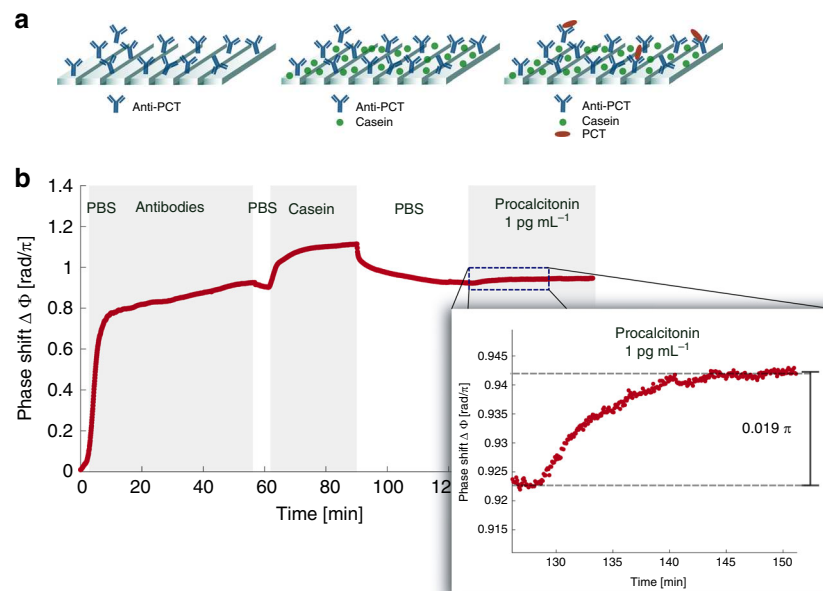 a
Anti-PCT
Anti-PCT
Casein
Anti-PCT
Casein
PCT
b
Phase shift Δ Φ [rad/π]
1.4
1.2
1
0.8
0.6
0.4
0.2
0
PBS
Antibodies
PBS
Casein
PBS
Procalcitonin
1 pg mL⁻¹
0
20
40
60
80
100
120
Time [min]
Procalcitonin
1 pg mL⁻¹
Phase shift Δ Φ [rad/π]
0.945
0.94
0.935
0.93
0.925
0.92
0.915
0.019 π
130
135
140
145
150
Time [min]